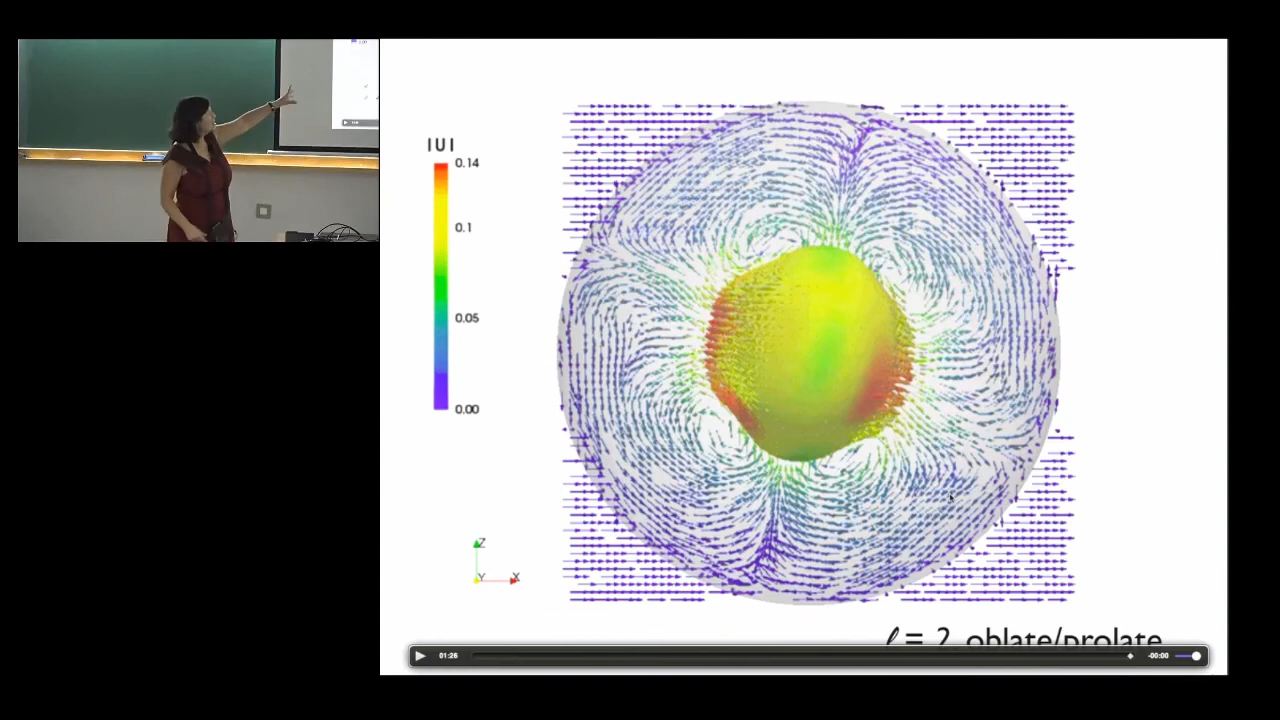 |U|
0.14
0.1
0.05
0.00
Z
Y X
ℓ = 2 oblate/prolate
01:26 -00:00